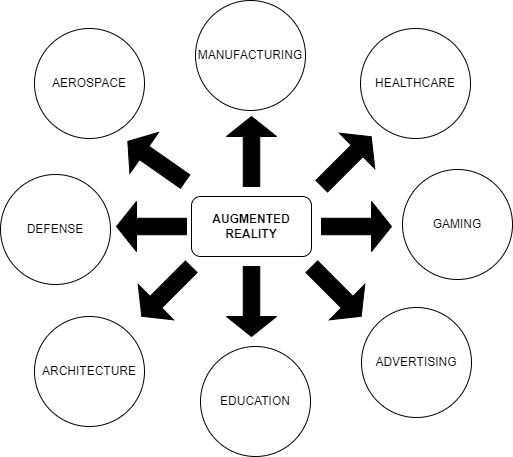 MANUFACTURING
AEROSPACE
HEALTHCARE
AUGMENTED
REALITY
DEFENSE
GAMING
ARCHITECTURE
ADVERTISING
EDUCATION